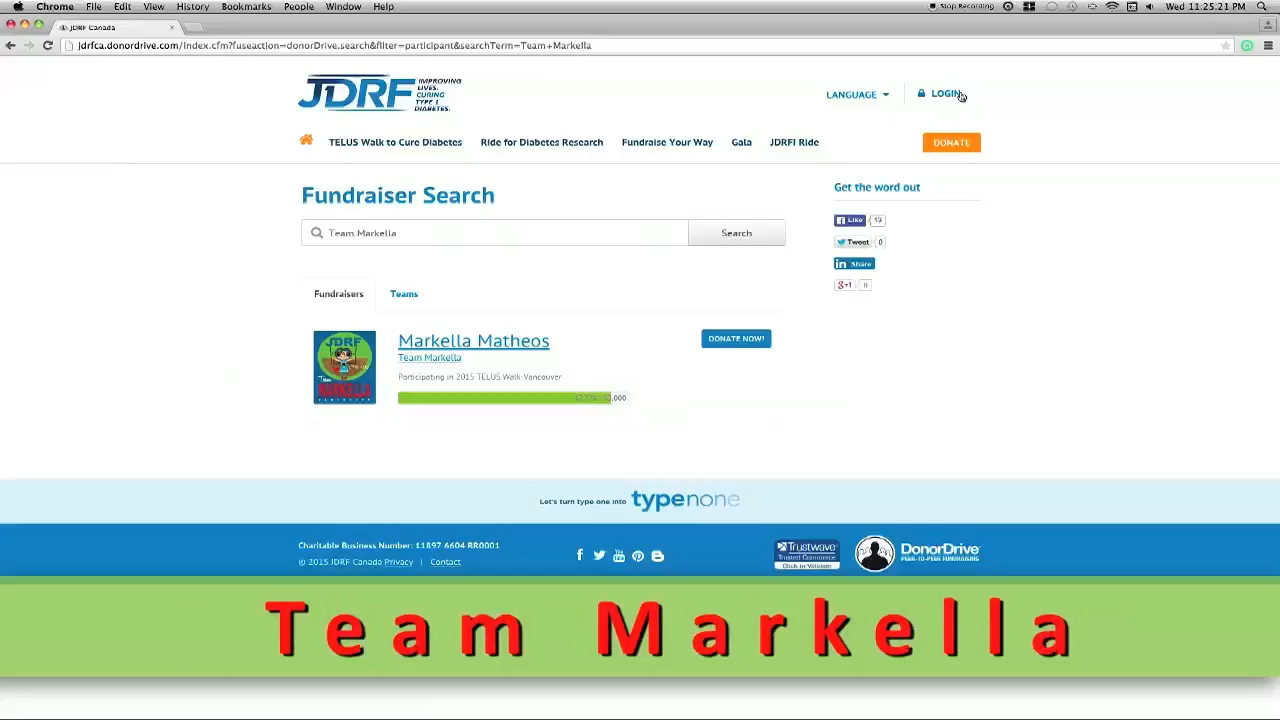 Chrome File Edit View History Bookmarks People Window Help Stop Recording Wed 11:25:21 PM
JDRF Canada
jdrfca.donordrive.com/index.cfm?fuseaction=donorDrive.search&filter=participant&searchTerm=Team+Markella
JDRF IMPROVING LIVES. CURING TYPE 1 DIABETES.
LANGUAGE LOGIN
TELUS Walk to Cure Diabetes Ride for Diabetes Research Fundraise Your Way Gala JDRFI Ride DONATE
Fundraiser Search
Get the word out
Team Markella Search
Like 19
Tweet 0
in Share
g+1 0
Fundraisers Teams
JDRF
Team
MARKELLA
Markella Matheos DONATE NOW!
Team Markella
Participating in 2015 TELUS Walk-Vancouver
Let's turn type one into typenone
Charitable Business Number: 11897 6604 RR0001
© 2015 JDRF Canada Privacy | Contact
Trustwave
Trusted Commerce
Click to Validate
DonorDrive
PEER-TO-PEER FUNDRAISING
Team Markella